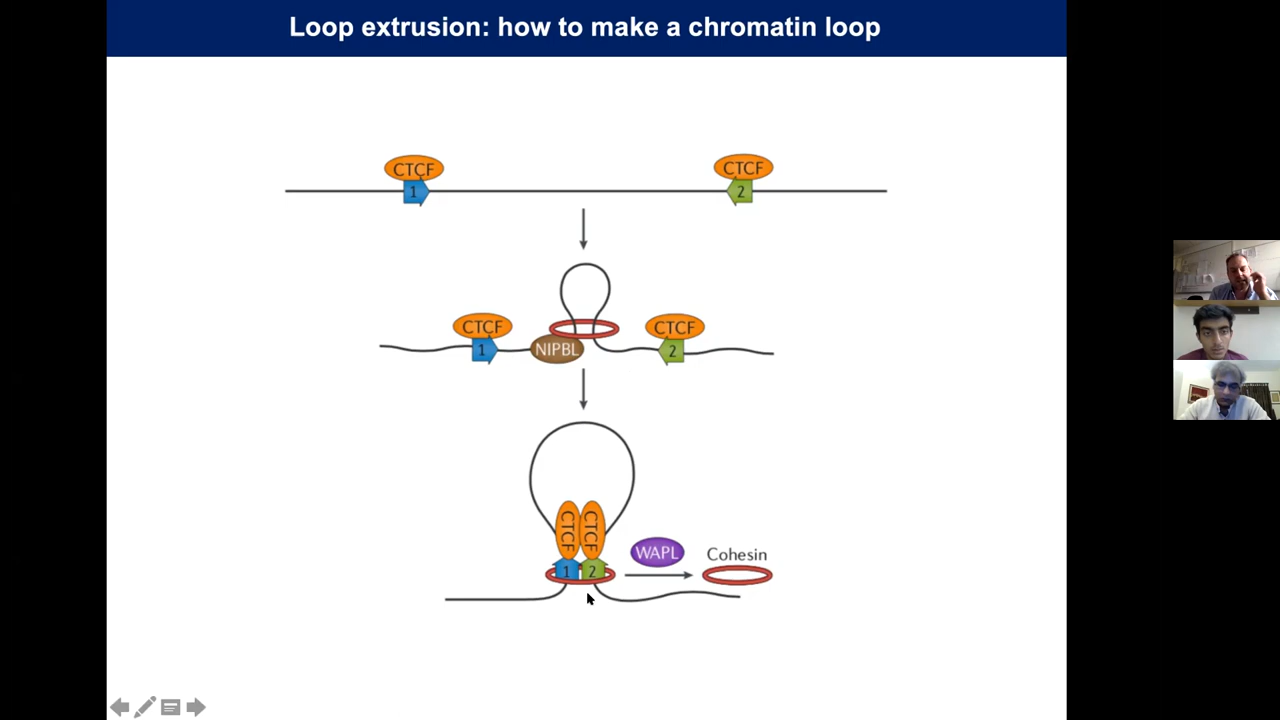 Loop extrusion: how to make a chromatin loop
CTCF CTCF
1 2
CTCF CTCF
1 NIPBL 2
CTCF CTCF
WAPL Cohesin
1 2